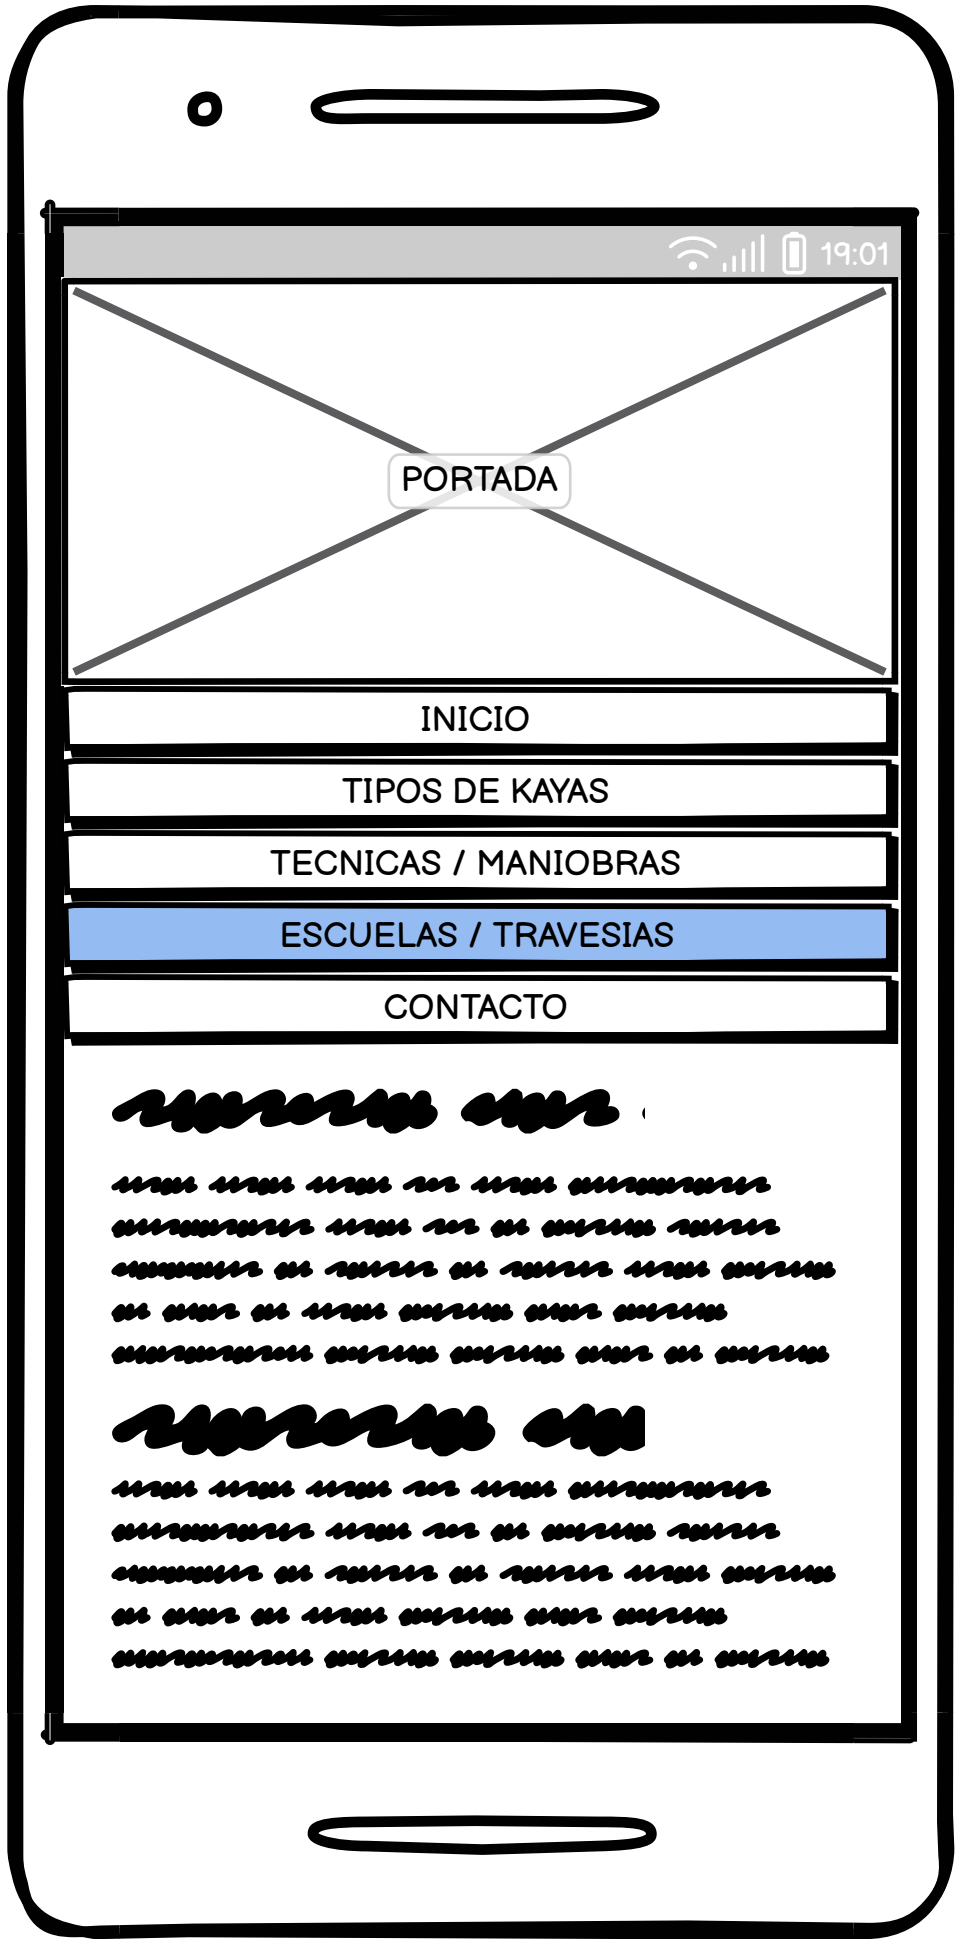 19:01
PORTADA
INICIO
TIPOS DE KAYAS
TECNICAS / MANIOBRAS
ESCUELAS / TRAVESIAS
CONTACTO